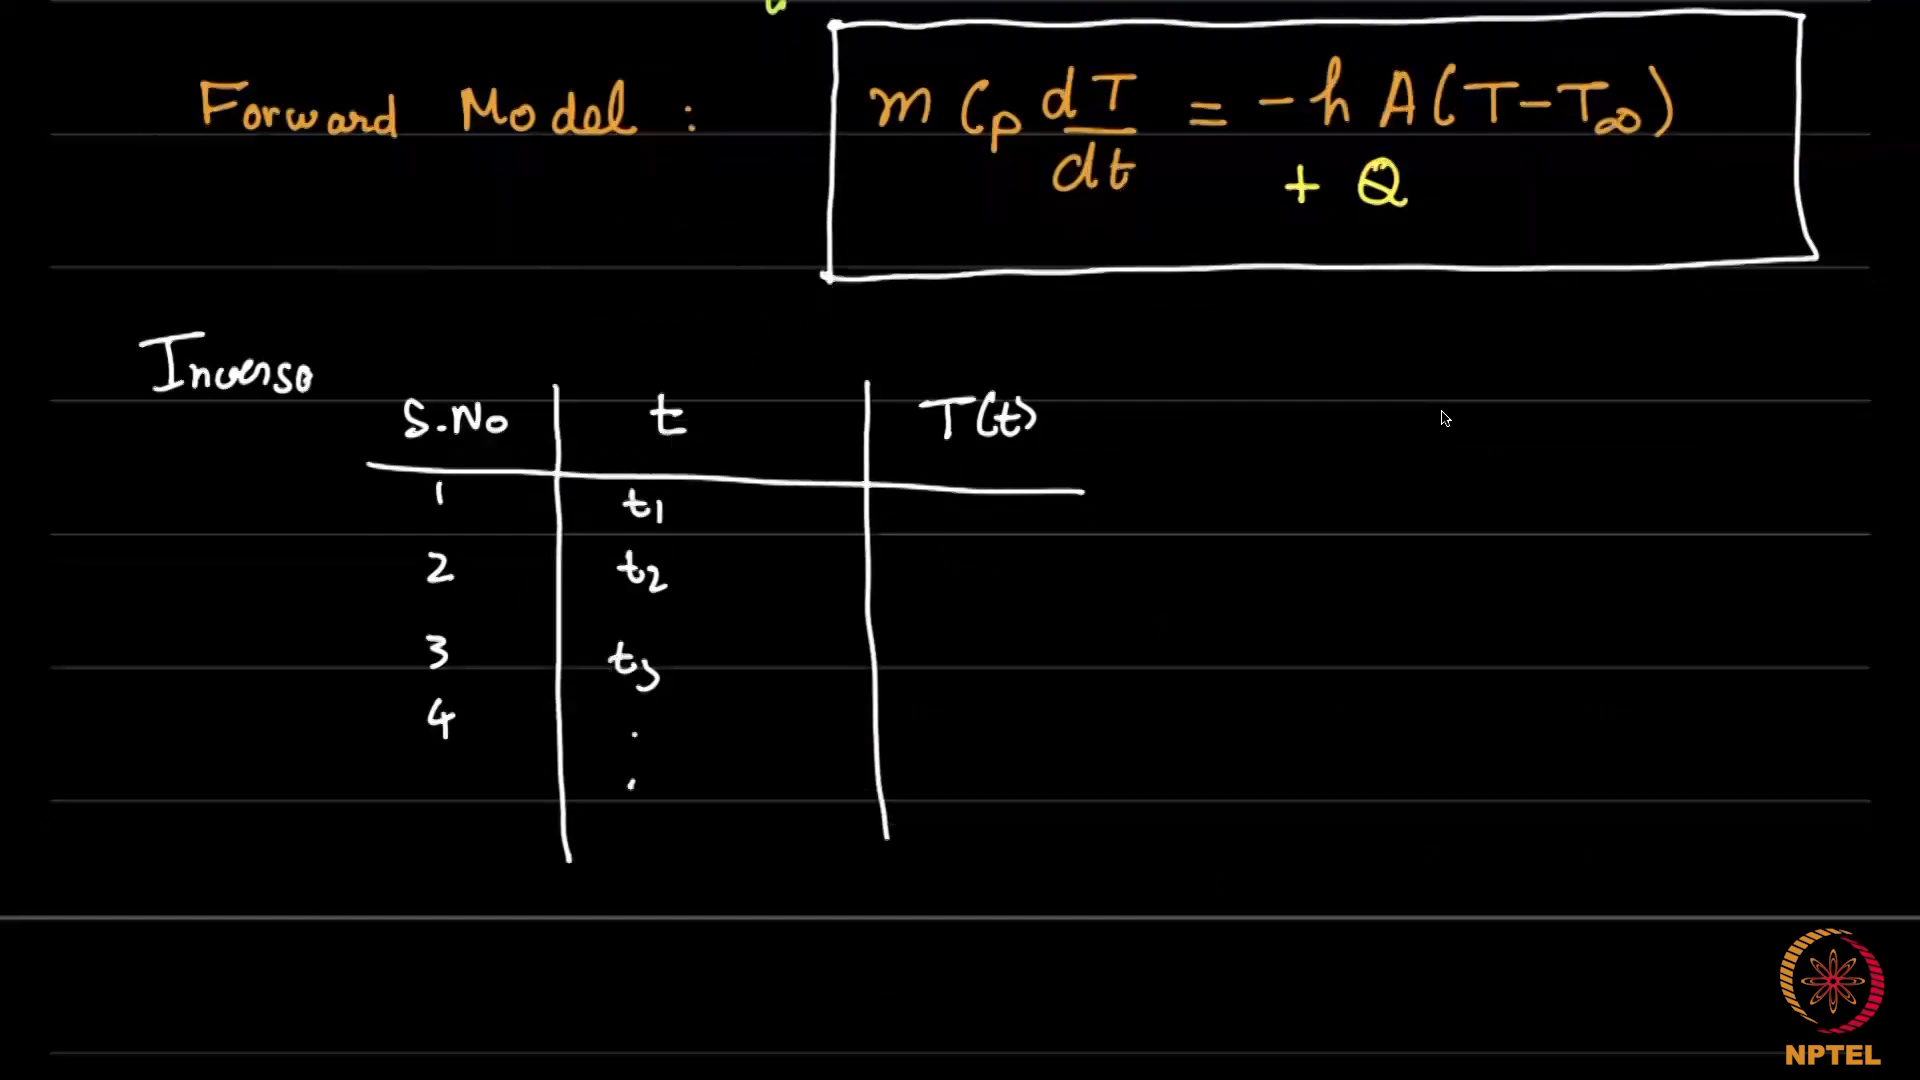 Forward Model : m Cp dT/dt = -h A(T-T∞)
+ Q
Inverse
S.No t T(t)
1 t1
2 t2
3 t3
4 .
.
NPTEL